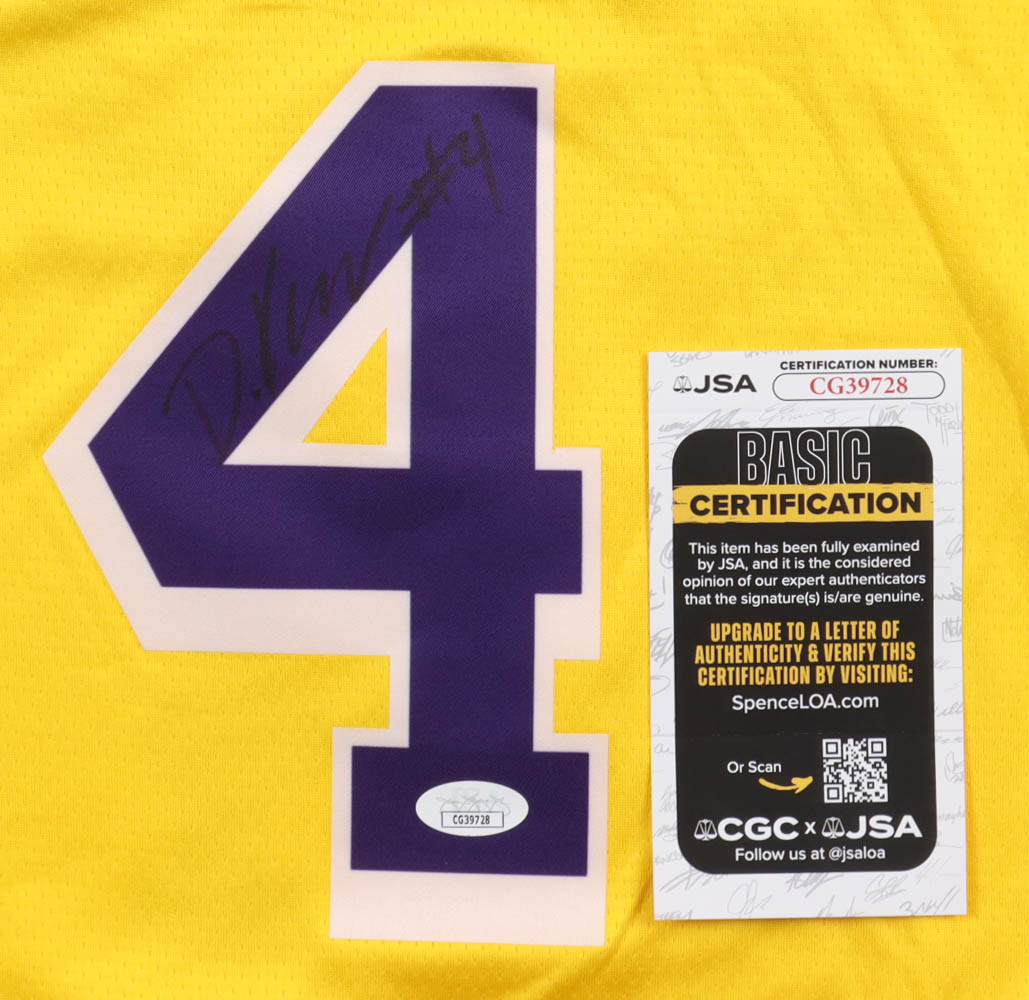 4
#4
CG39728
JSA
CERTIFICATION NUMBER:
CG39728
BASIC
CERTIFICATION
This item has been fully examined
by JSA, and it is the considered
opinion of our expert authenticators
that the signature(s) is/are genuine.
UPGRADE TO A LETTER OF
AUTHENTICITY & VERIFY THIS
CERTIFICATION BY VISITING:
SpenceLOA.com
Or Scan
CGC x JSA
Follow us at @jsaloa